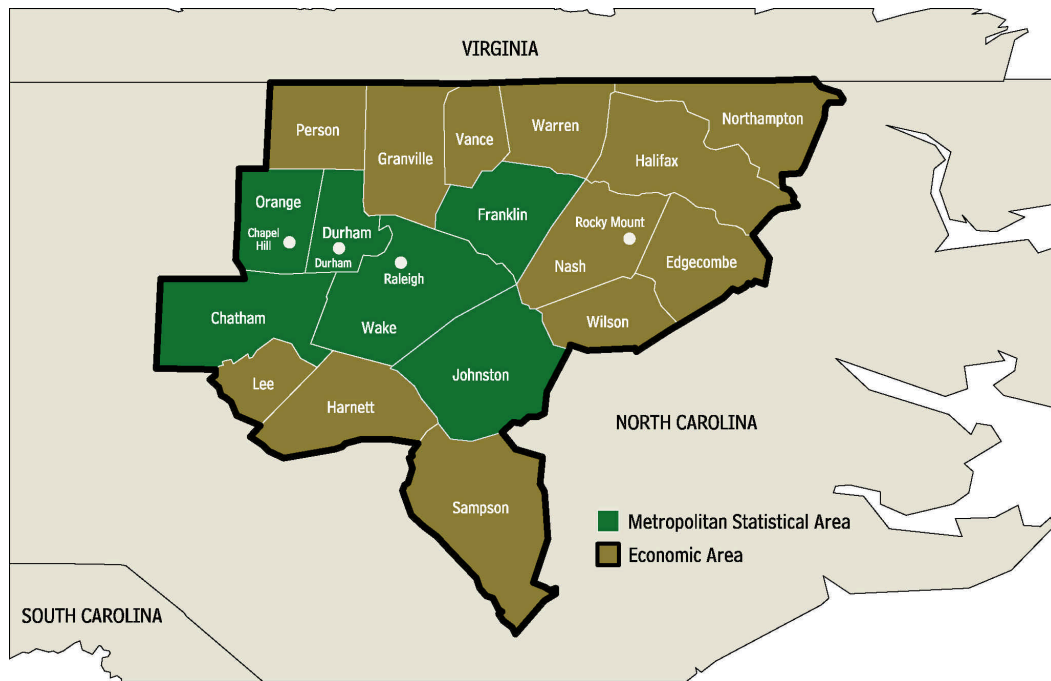 VIRGINIA
Person
Granville
Vance
Warren
Northampton
Halifax
Orange
Chapel
Hill
Durham
Durham
Franklin
Rocky Mount
Nash
Edgecombe
Raleigh
Chatham
Wake
Wilson
Lee
Harnett
Johnston
NORTH CAROLINA
Sampson
Metropolitan Statistical Area
Economic Area
SOUTH CAROLINA